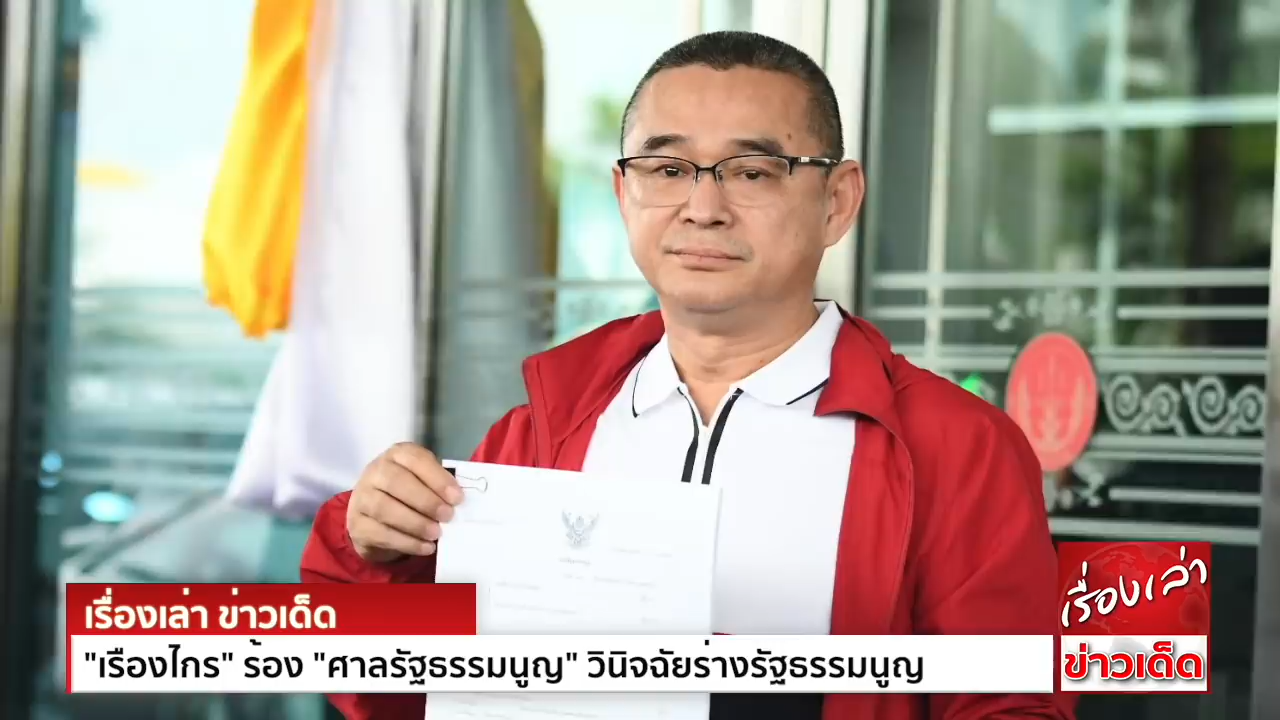 เรื่องเล่า ข่าวเด็ด
"เรืองไกร" ร้อง "ศาลรัฐธรรมนูญ" วินิจฉัยร่างรัฐธรรมนูญ
เรื่องเล่า
ข่าวเด็ด